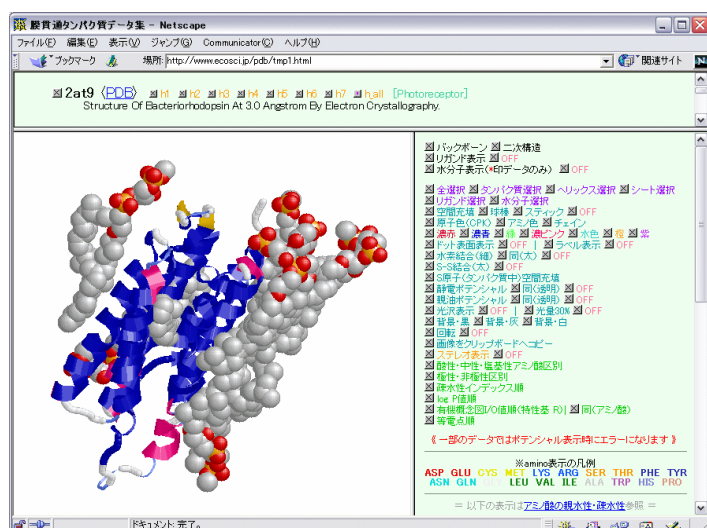 膜貫通タンパク質データ集 - Netscape
ファイル(F) 編集(E) 表示(V) ジャンプ(G) Communicator(C) ヘルプ(H)
ブックマーク 場所: http://www.ecosci.jp/pdb/tmp1.html 関連サイト N
2at9 (PDB) h1 h2 h3 h4 h5 h6 h7 h_all [Photoreceptor]
Structure Of Bacteriorhodopsin At 3.0 Angstrom By Electron Crystallography.
バックボーン 二次構造
リガンド表示 OFF
水分子表示(*印データのみ) OFF
全選択 タンパク質選択 ヘリックス選択 シート選択
リガンド選択 水分子選択
空間充填 球棒 スティック OFF
原子色(CPK) アミノ色 チェイン
濃赤 濃青 緑 濃ピンク 水色 橙 紫
ドット表面表示 OFF | ラベル表示 OFF
水素結合(細) 同(太) OFF
S-S結合(太) OFF
S原子(タンパク質中)空間充填
静電ポテンシャル 同(透明) OFF
親油ポテンシャル 同(透明) OFF
光沢表示 OFF | 光量30% OFF
背景・黒 背景・灰 背景・白
回転 OFF
画像をクリップボードへコピー
ステレオ表示 OFF
酸性・中性・塩基性アミノ酸区別
極性・非極性区別
疎水性インデックス順
log P値順
有機概念図I/O値順(特性基 R)| 同(アミノ酸)
等電点順
《 一部のデータではポテンシャル表示時にエラーになります 》
※amino表示の凡例
ASP GLU CYS MET LYS ARG SER THR PHE TYR
ASN GLN GLY LEU VAL ILE ALA TRP HIS PRO
= 以下の表示はアミノ酸の親水性・疎水性参照 =
ドキュメント: 完了。